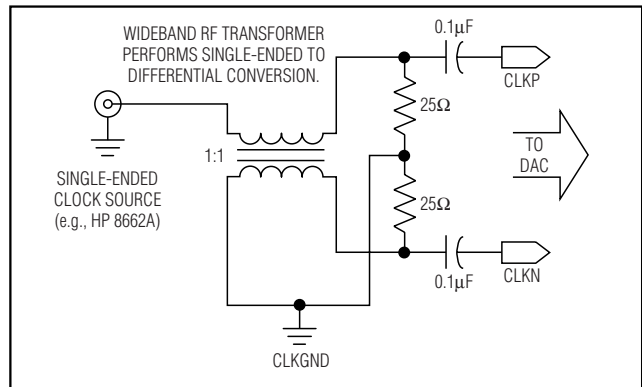 WIDEBAND RF TRANSFORMER
PERFORMS SINGLE-ENDED TO
DIFFERENTIAL CONVERSION.
0.1µF
CLKP
25Ω
TO
DAC
1:1
SINGLE-ENDED
CLOCK SOURCE
(e.g., HP 8662A)
25Ω
0.1µF
CLKN
CLKGND